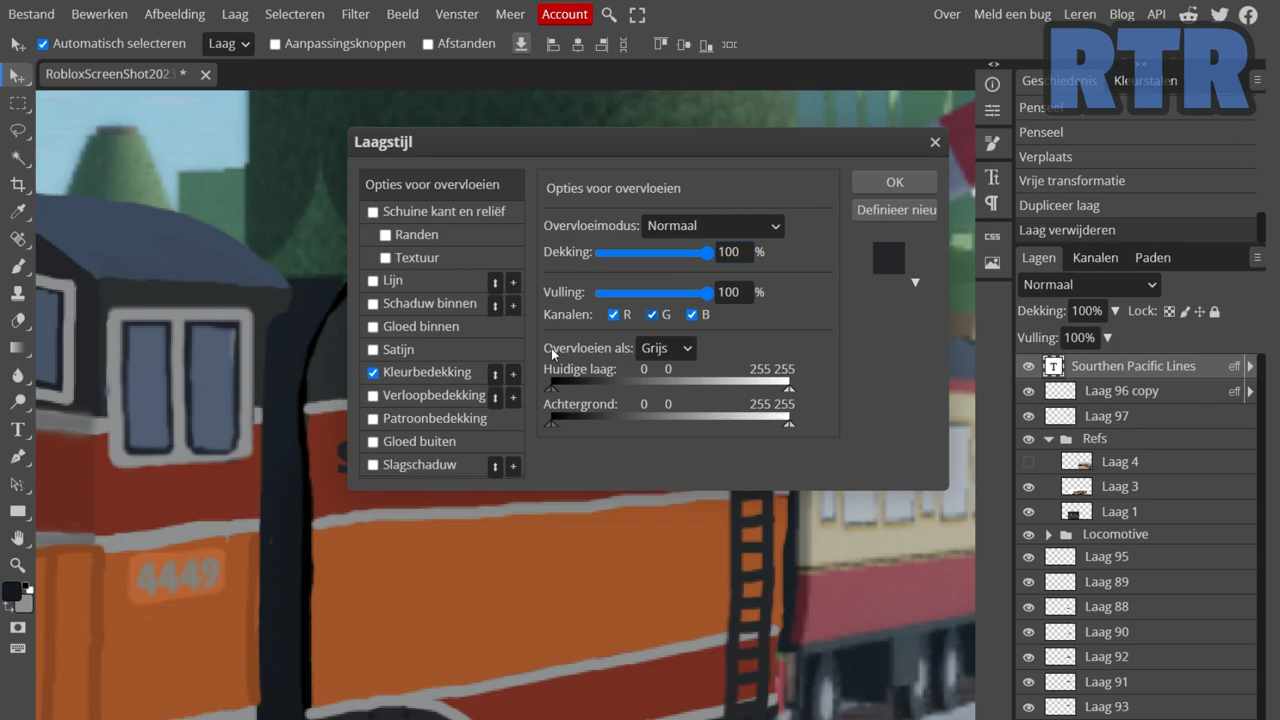 Bestand Bewerken Afbeelding Laag Selecteren Filter Beeld Venster Meer Account Over Meld een bug Leren Blog API
Automatisch selecteren Laag Aanpassingsknoppen Afstanden
RTR
RobloxScreenShot2023 *
Geschiedenis Kleurstalen
Penseel
Penseel
Verplaats
Vrije transformatie
Dupliceer laag
Laag verwijderen
Laagstijl
Opties voor overvloeien
Schuine kant en reliëf
Randen
Textuur
Lijn
Schaduw binnen
Gloed binnen
Satijn
Kleurbedekking
Verloopbedekking
Patroonbedekking
Gloed buiten
Slagschaduw
Opties voor overvloeien
Overvloeimodus: Normaal
Dekking: 100 %
Vulling: 100 %
Kanalen: R G B
Overvloeien als: Grijs
Huidige laag: 0 0 255 255
Achtergrond: 0 0 255 255
OK
Definieer nieu
CSS
Lagen Kanalen Paden
Normaal
Dekking: 100% Lock:
Vulling: 100%
Sourthen Pacific Lines eff
Laag 96 copy eff
Laag 97
Refs
Laag 4
Laag 3
Laag 1
Locomotive
Laag 95
Laag 89
Laag 88
Laag 90
Laag 92
Laag 91
Laag 93
4449